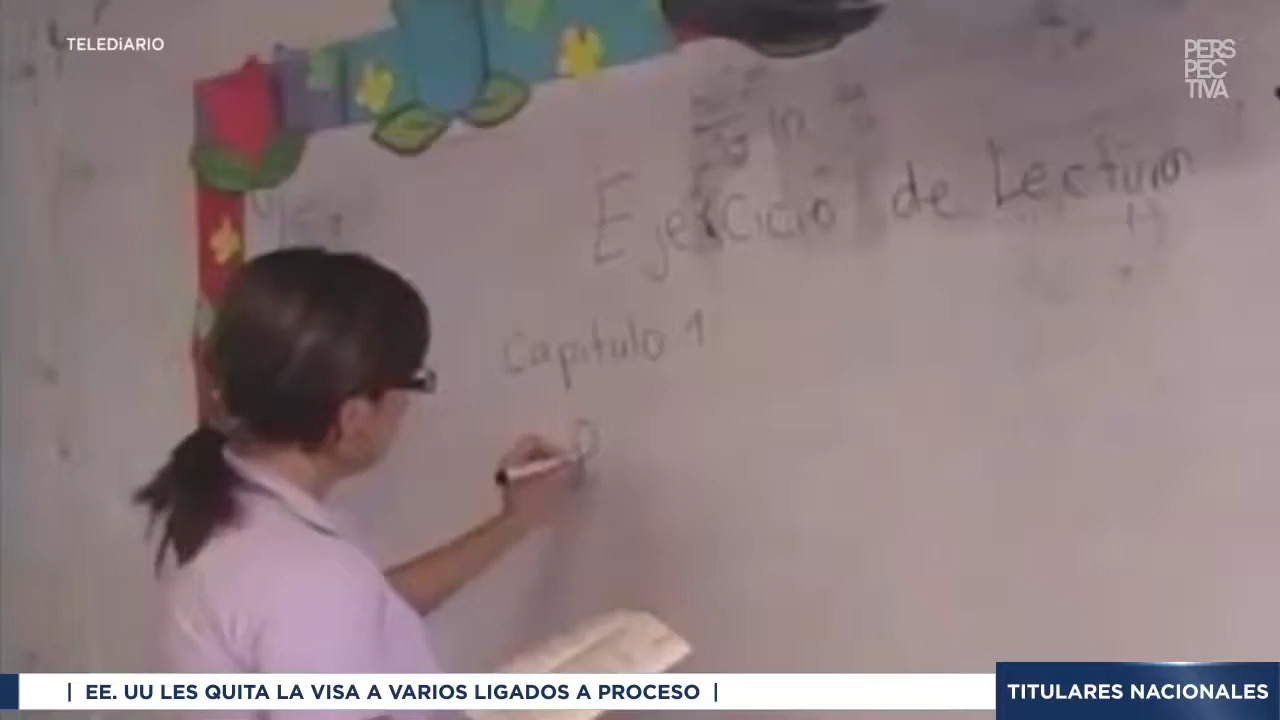 TELEDiARIO
PERS
PEC
TIVA
Ejercicio de Lectura
Capitulo 1
| EE. UU LES QUITA LA VISA A VARIOS LIGADOS A PROCESO |
TITULARES NACIONALES